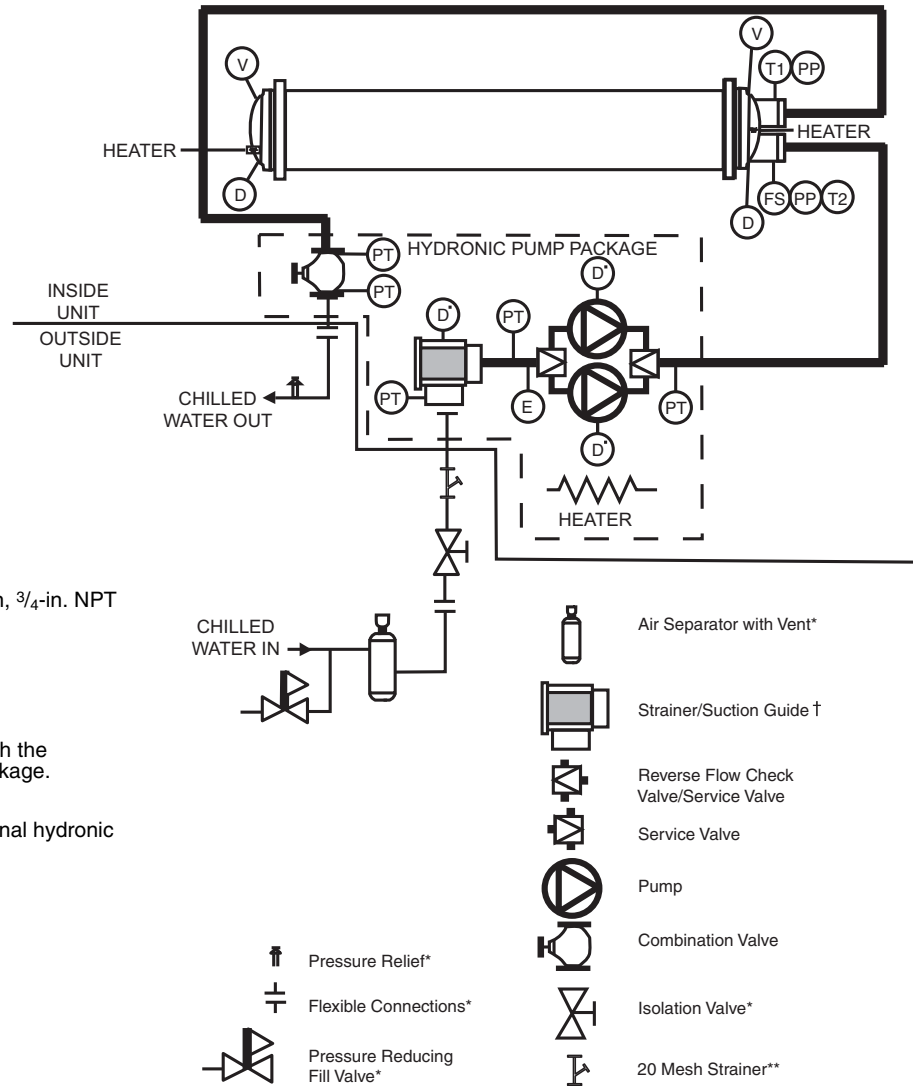 V
V
T1 PP
HEATER
HEATER
D
D
FS PP T2
HYDRONIC PUMP PACKAGE
PT
PT
D*
INSIDE
UNIT
OUTSIDE
UNIT
D*
PT
CHILLED
WATER OUT
PT
E
PT
D*
HEATER
n, 3/4-in. NPT
CHILLED
WATER IN
Air Separator with Vent*
Strainer/Suction Guide †
h the
kage.
Reverse Flow Check
Valve/Service Valve
nal hydronic
Service Valve
Pump
Combination Valve
Pressure Relief*
Flexible Connections*
Isolation Valve*
Pressure Reducing
Fill Valve*
20 Mesh Strainer**